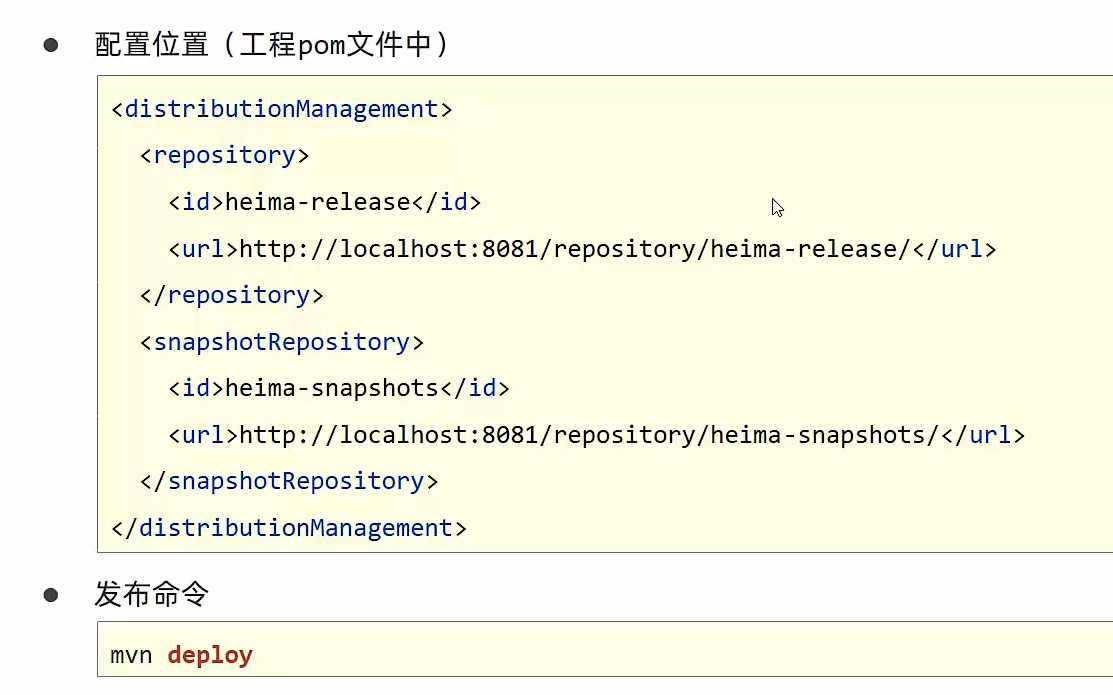 配置位置（工程pom文件中）
<distributionManagement>
<repository>
<id>heima-release</id>
<url>http://localhost:8081/repository/heima-release/</url>
</repository>
<snapshotRepository>
<id>heima-snapshots</id>
<url>http://localhost:8081/repository/heima-snapshots/</url>
</snapshotRepository>
</distributionManagement>
发布命令
mvn deploy